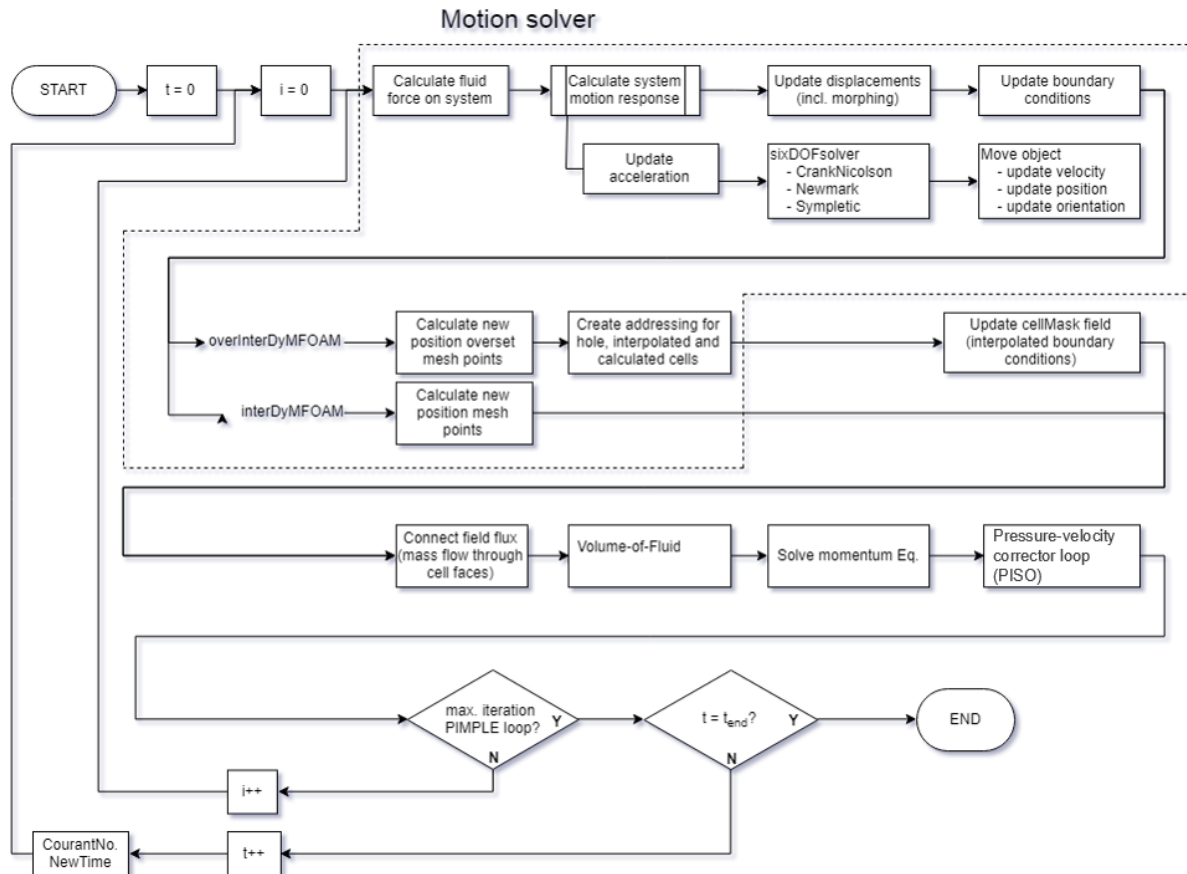 Motion solver
START
t = 0
i = 0
Calculate fluid
force on system
Calculate system
motion response
Update displacements
(incl. morphing)
Update boundary
conditions
Update
acceleration
sixDOFsolver
- CrankNicolson
- Newmark
- Sympletic
Move object
- update velocity
- update position
- update orientation
overInterDyMFOAM
Calculate new
position overset
mesh points
Create addressing for
hole, interpolated and
calculated cells
Update cellMask field
(interpolated boundary
conditions)
interDyMFOAM
Calculate new
position mesh
points
Connect field flux
(mass flow through
cell faces)
Volume-of-Fluid
Solve momentum Eq.
Pressure-velocity
corrector loop
(PISO)
max. iteration
PIMPLE loop?
Y
N
t = tend?
Y
N
END
i++
CourantNo.
NewTime
t++